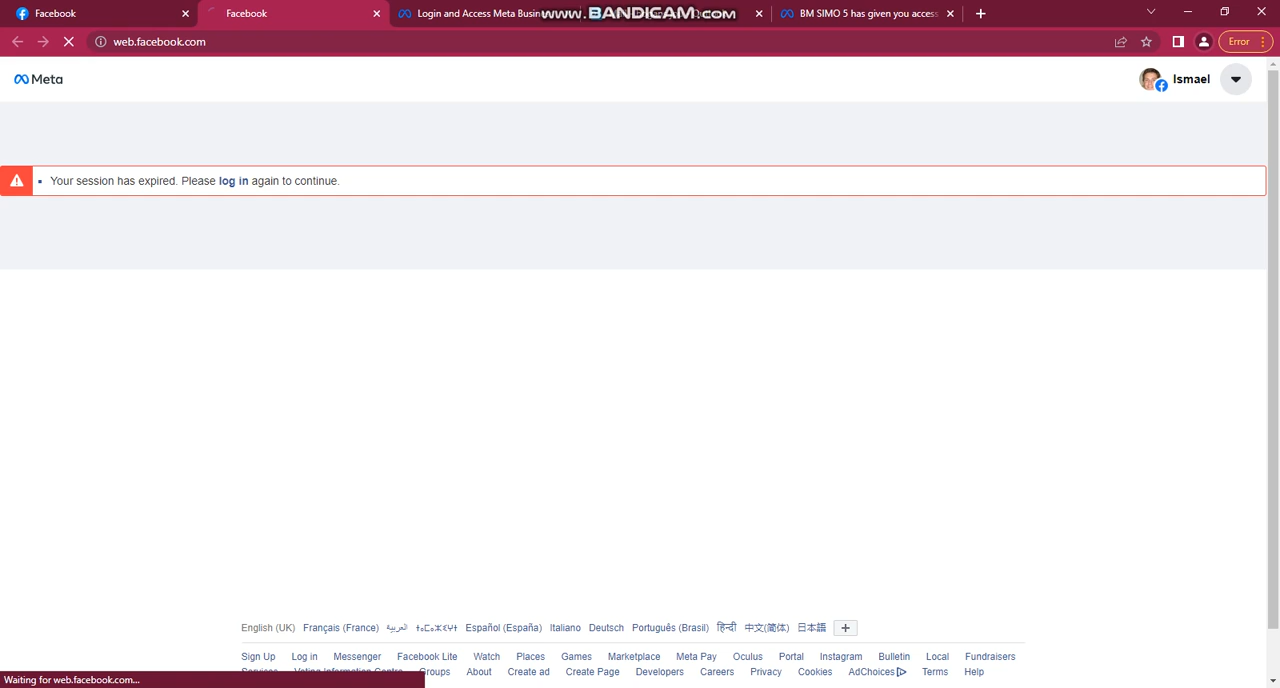 Facebook
Facebook
Login and Access Meta Busin
www.BANDICAM.com
BM SIMO 5 has given you access
web.facebook.com
Error
Meta
Ismael
Your session has expired. Please log in again to continue.
English (UK) Français (France) العربية ⵜⴰⵎⴰⵣⵉⵖⵜ Español (España) Italiano Deutsch Português (Brasil) हिन्दी 中文(简体) 日本語
Sign Up Log in Messenger Facebook Lite Watch Places Games Marketplace Meta Pay Oculus Portal Instagram Bulletin Local Fundraisers
Services Voting Information Centre Groups About Create ad Create Page Developers Careers Privacy Cookies AdChoices Terms Help
Waiting for web.facebook.com...